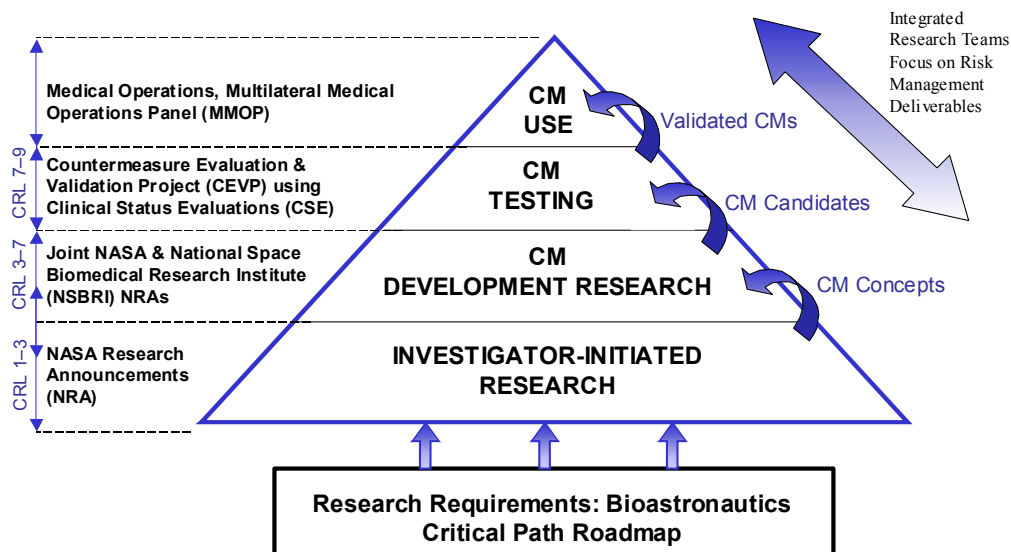 Integrated
Research Teams
Focus on Risk
Management
Deliverables
Medical Operations, Multilateral Medical
Operations Panel (MMOP)
CM
USE
Validated CMs
CRL 7–9
Countermeasure Evaluation &
Validation Project (CEVP) using
Clinical Status Evaluations (CSE)
CM
TESTING
CM Candidates
CRL 3–7
Joint NASA & National Space
Biomedical Research Institute
(NSBRI) NRAs
CM
DEVELOPMENT RESEARCH
CM Concepts
CRL 1–3
NASA Research
Announcements
(NRA)
INVESTIGATOR-INITIATED
RESEARCH
Research Requirements: Bioastronautics
Critical Path Roadmap